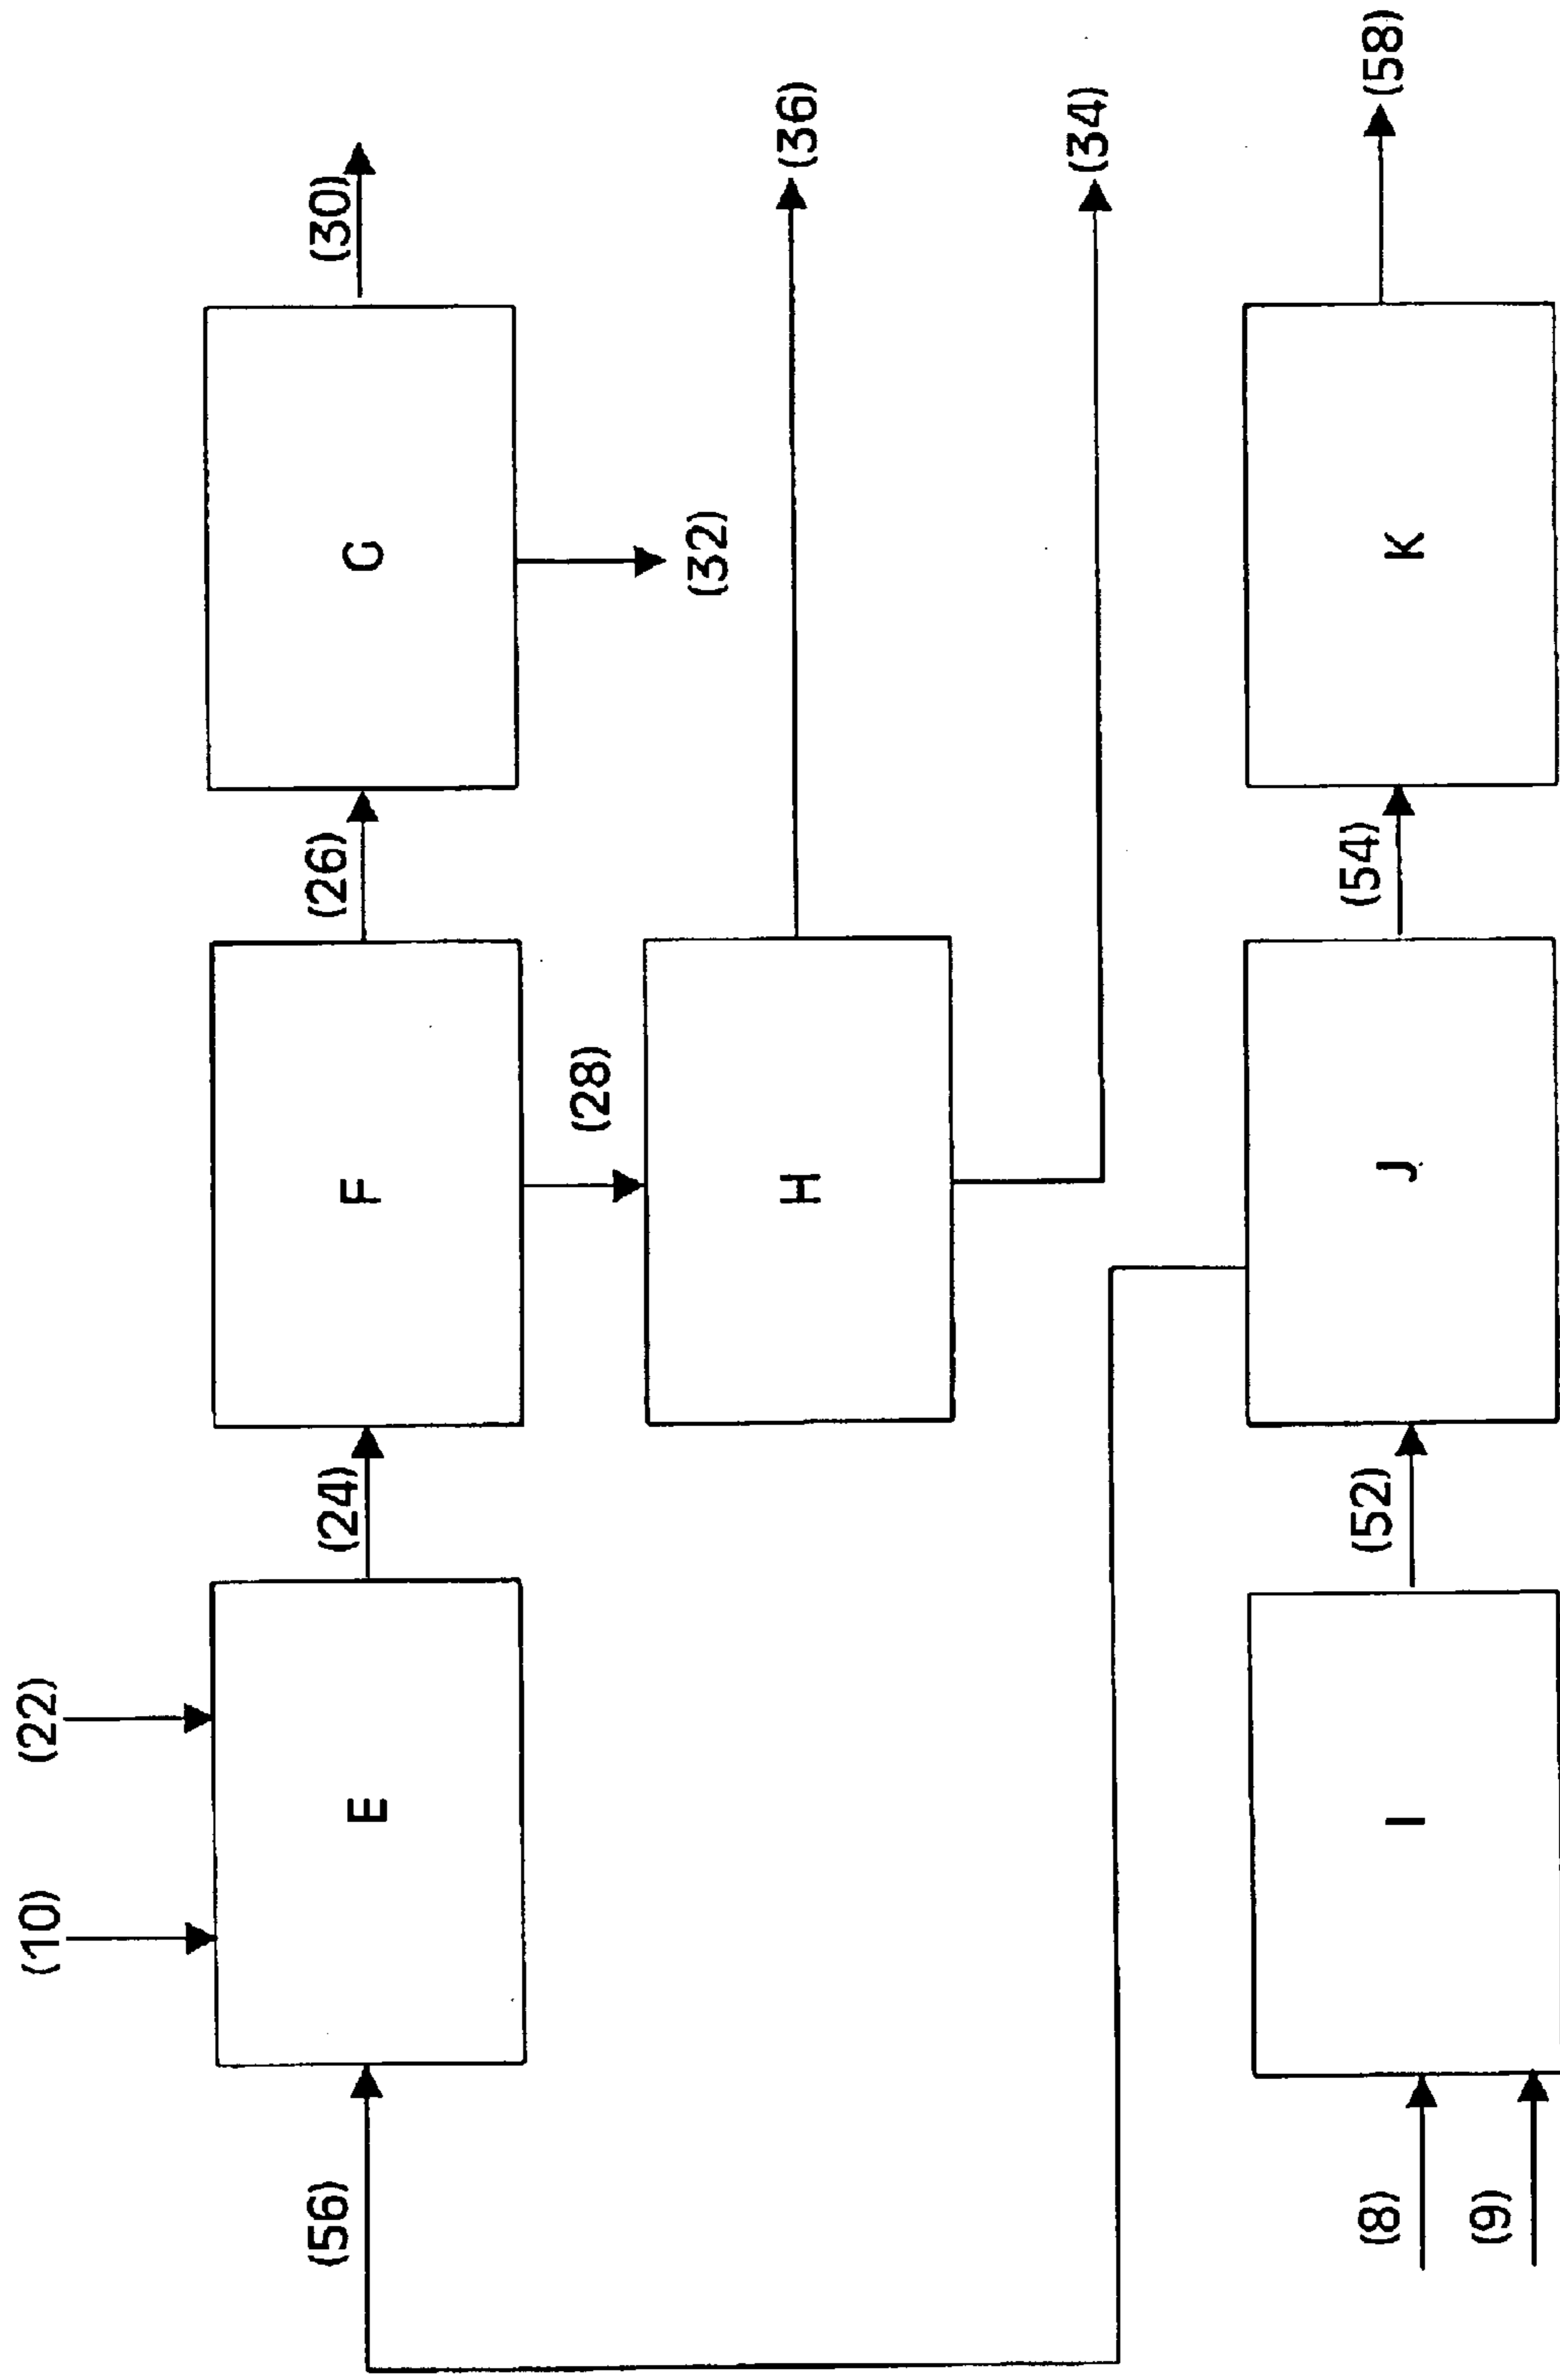 (10)
(22)
(56)
(24)
(26)
(30)
E
F
G
(28)
(32)
H
(36)
(34)
(8)
(52)
(54)
(58)
I
J
K
(9)